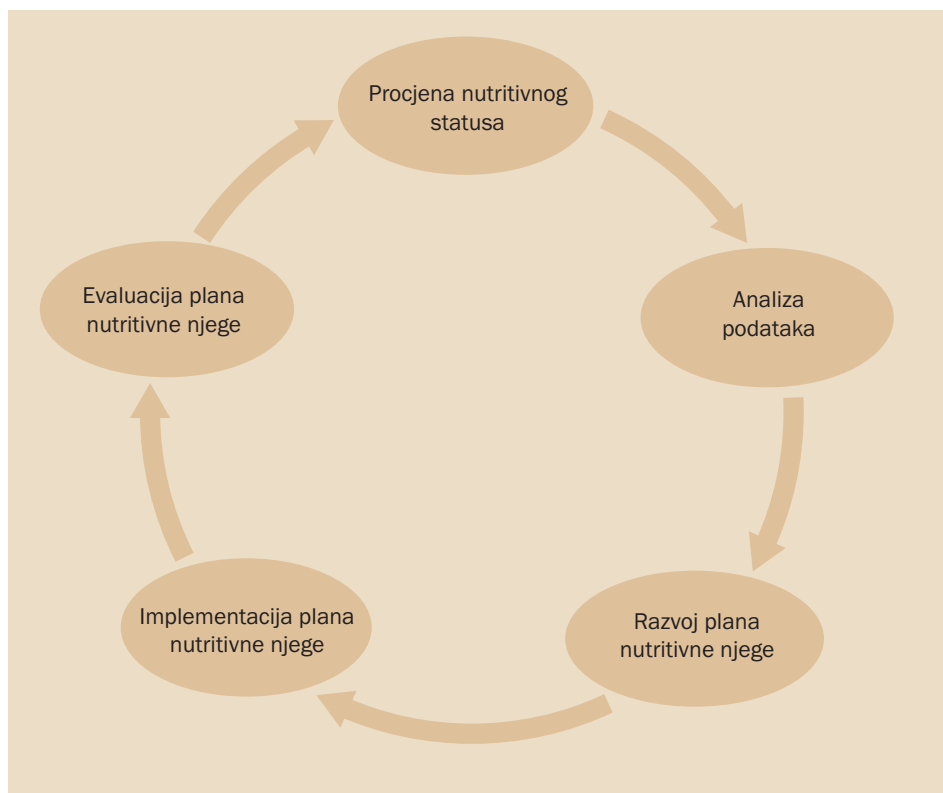 Procjena nutritivnog
statusa
Analiza
podataka
Razvoj plana
nutritivne njege
Implementacija plana
nutritivne njege
Evaluacija plana
nutritivne njege